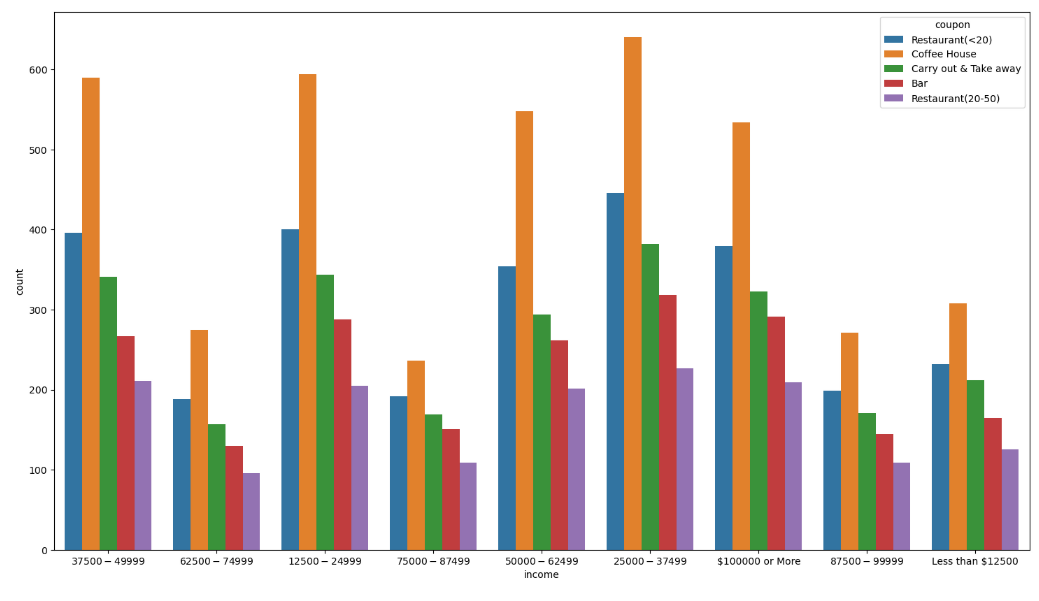 coupon
Restaurant(<20)
Coffee House
Carry out & Take away
Bar
Restaurant(20-50)
600
500
400
300
200
100
0
count
37500 − 49999
62500 − 74999
12500 − 24999
75000 − 87499
50000 − 62499
25000 − 37499
$100000 or More
87500 − 99999
Less than $12500
income